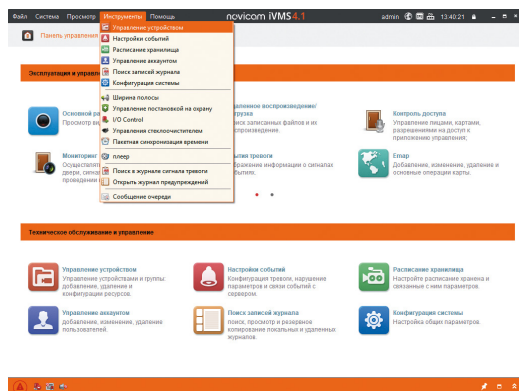 Файл Система Просмотр Инструменты Помощь novicom iVMS 4.1 admin 13:40:21
Панель управления
Управление устройством
Настройки событий
Расписание хранилища
Управление аккаунтом
Поиск записей журнала
Конфигурация системы
Ширина полосы
Управление постановкой на охрану
I/O Control
Управления стеклоочистителем
Пакетная синхронизация времени
плеер
Поиск в журнале сигнала тревоги
Открыть журнал предупреждений
Сообщение очереди
Эксплуатация и управле
Основной ра
Просмотр ви
даленное воспроизведение/
грузка
оиск записанных файлов и их
спроизведение.
Контроль доступа
Управление лицами, картами,
разрешениями на доступ к
приложению управления;
Мониторинг
Осуществлят
двери, сигнал
проведении
бытия тревоги
бражение информации о сигналах
бытиях.
Emap
Добавление, изменение, удаление и
основные операции карты.
Техническое обслуживание и управление
Управление устройством
Управление устройствами и группы:
добавление, удаление и
конфигурация ресурсов.
Настройки событий
Конфигурация тревоги, нарушение
параметров и связи событий с
сервером.
Расписание хранилища
Настройте расписание хранена и
связанные с ним параметров.
Управление аккаунтом
добавление, изменение, удаление
пользователей.
Поиск записей журнала
поиск, просмотр и резервное
копирование локальных и удаленных
журналов.
Конфигурация системы
Настройка общих параметров.